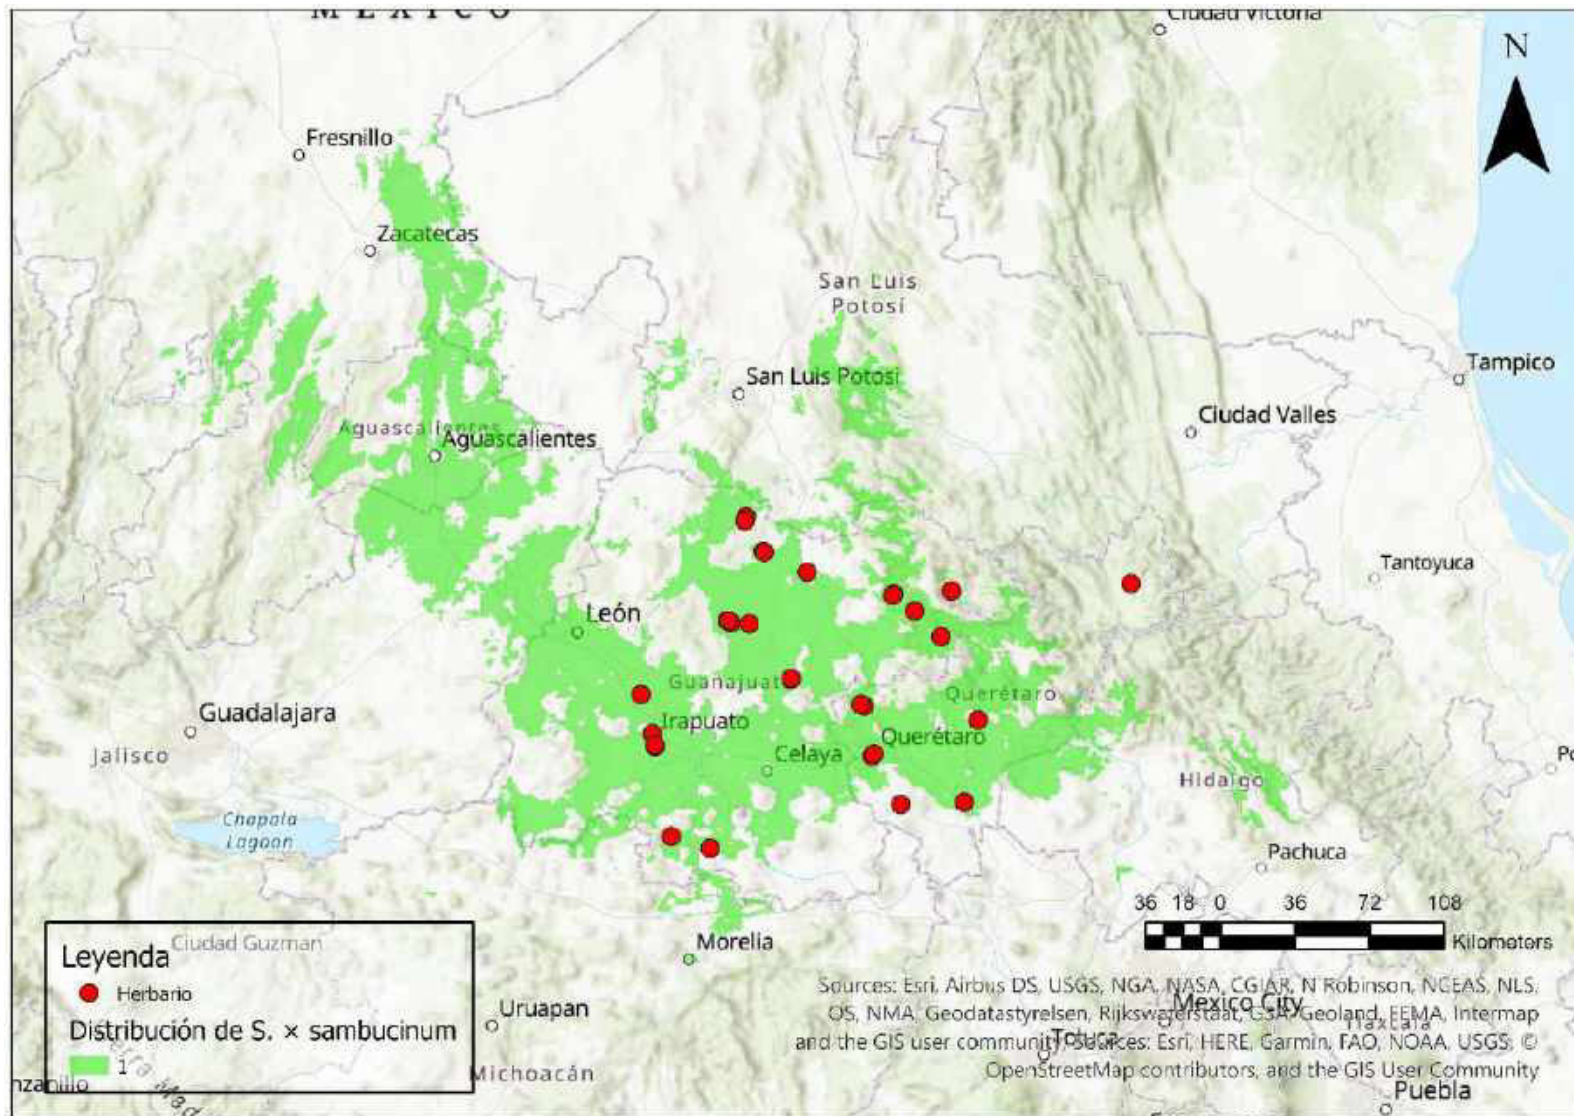 MÉXICO
Ciudad Victoria
N
Fresnillo
Zacatecas
San Luis
Potosí
Tampico
San Luis Potosi
Ciudad Valles
Aguascalientes
Aguascalientes
Tantoyuca
León
Guanajuato
Querétaro
Guadalajara
Irapuato
Querétaro
Jalisco
Celaya
Hidalgo
Chapala
Lagoon
Pachuca
36 18 0 36 72 108
Kilometers
Leyenda
Ciudad Guzman
Herbario
Distribución de S. × sambucinum
1
Morelia
Uruapan
Michoacán
Sources: Esri, Airbus DS, USGS, NGA, NASA, CGIAR, N Robinson, NCEAS, NLS,
OS, NMA, Geodatastyrelsen, Rijkswaterstaat, GSA, Geoland, FEMA, Intermap
and the GIS user community, Sources: Esri, HERE, Garmin, FAO, NOAA, USGS, ©
OpenStreetMap contributors, and the GIS User Community
Mexico City
Toluca
Tlaxcala
Puebla
nzanillo